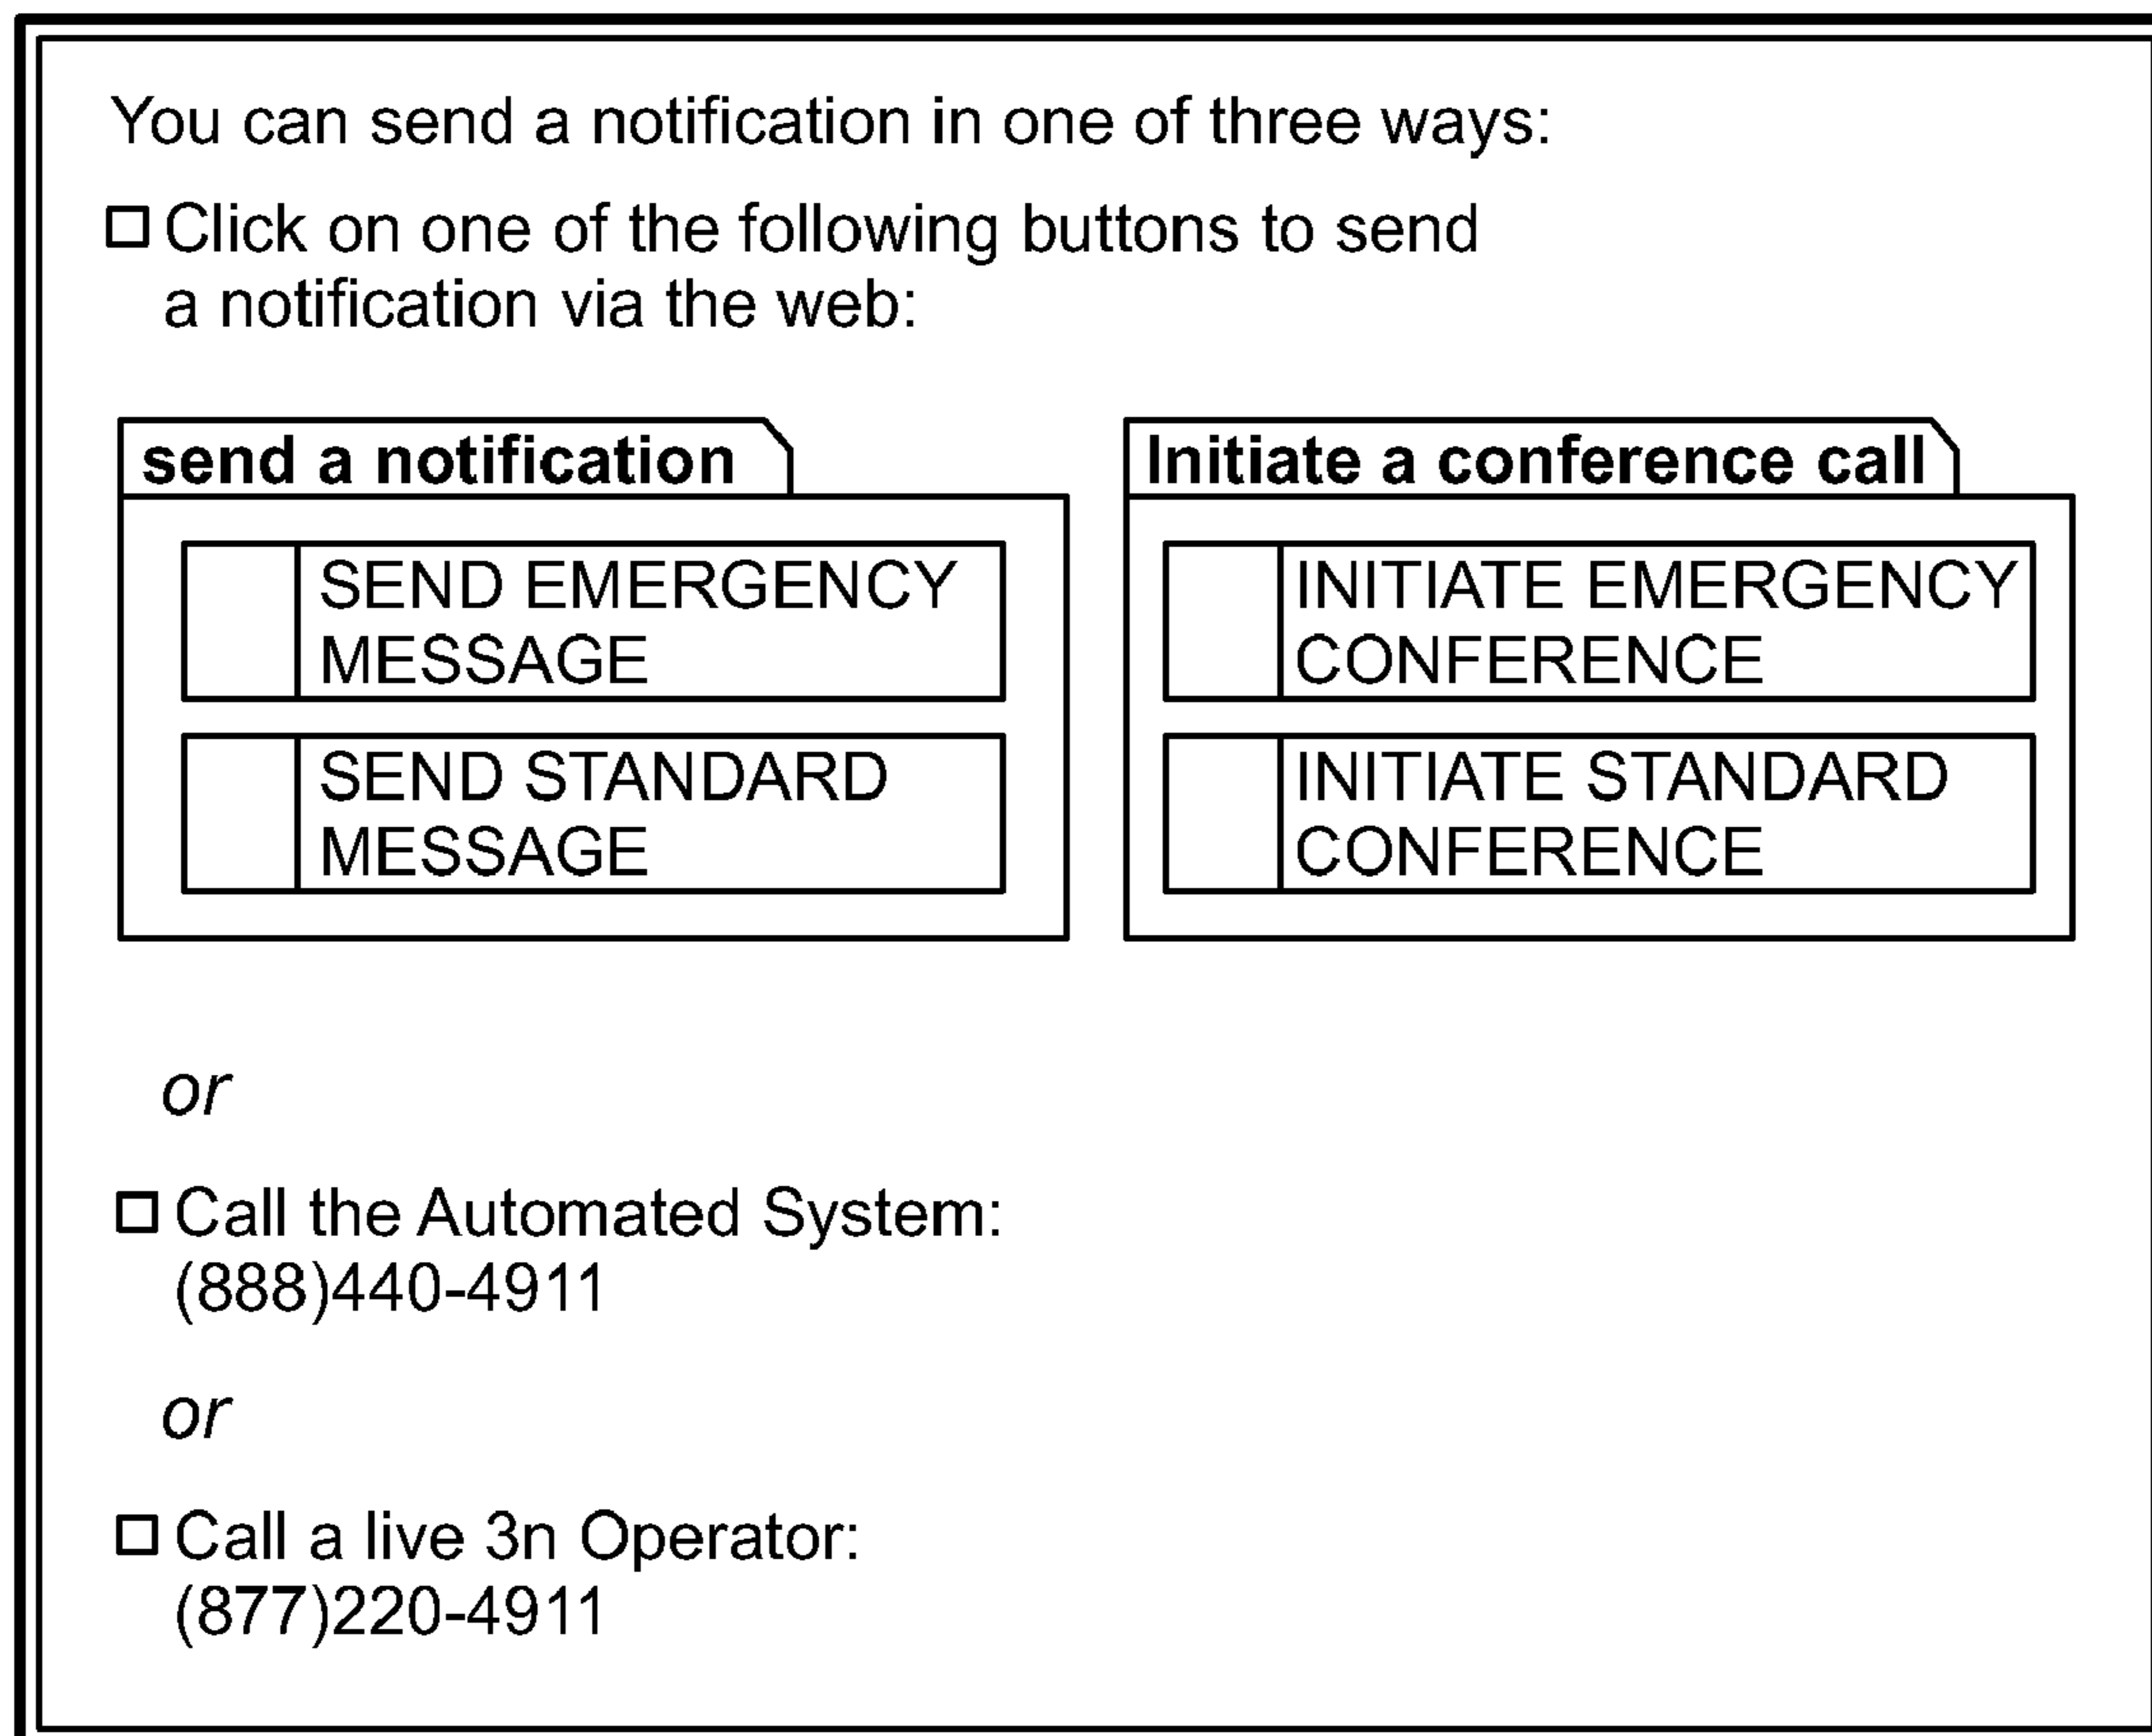 You can send a notification in one of three ways:
Click on one of the following buttons to send
a notification via the web:
send a notification
SEND EMERGENCY
MESSAGE
SEND STANDARD
MESSAGE
Initiate a conference call
INITIATE EMERGENCY
CONFERENCE
INITIATE STANDARD
CONFERENCE
or
Call the Automated System:
(888)440-4911
or
Call a live 3n Operator:
(877)220-4911